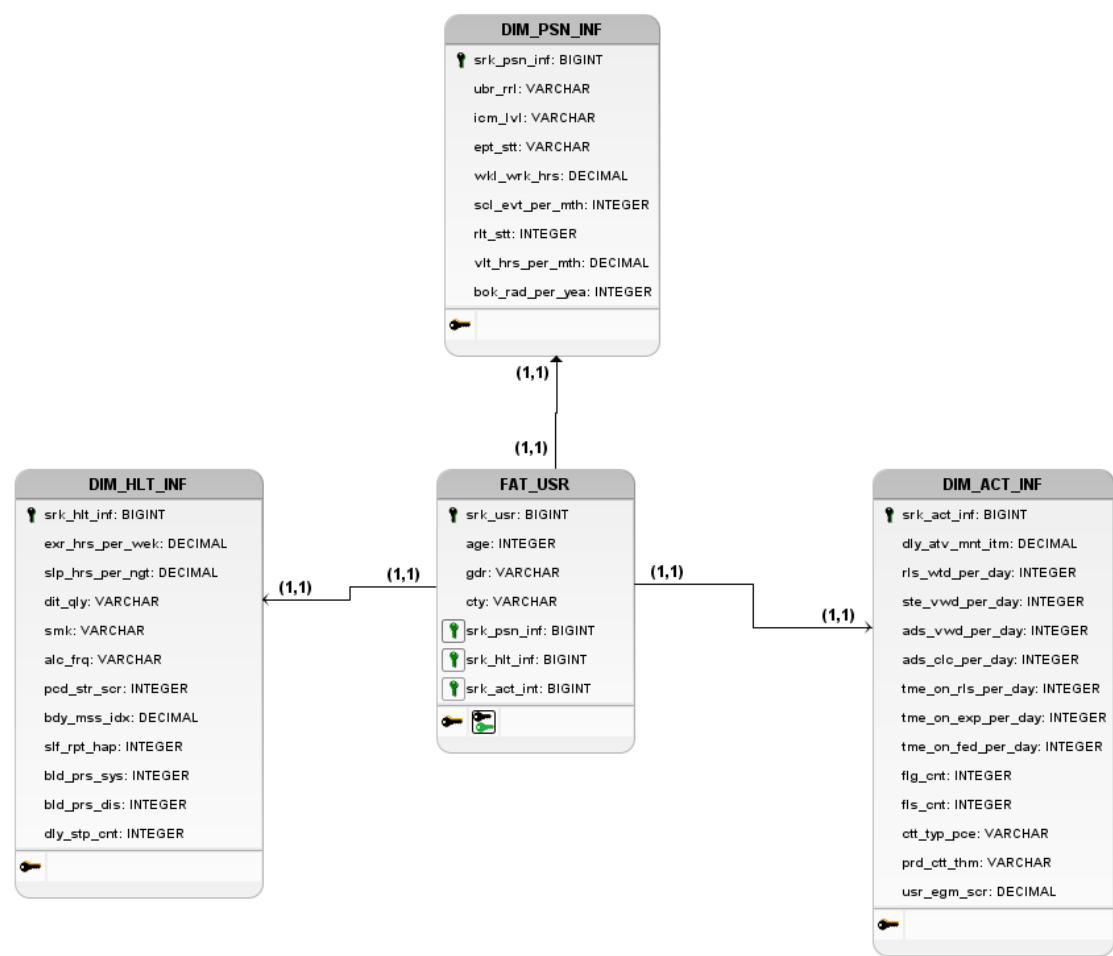 DIM_PSN_INF
srk_psn_inf: BIGINT
ubr_rrl: VARCHAR
icm_lvl: VARCHAR
ept_stt: VARCHAR
wkl_wrk_hrs: DECIMAL
scl_evt_per_mth: INTEGER
rlt_stt: INTEGER
vlt_hrs_per_mth: DECIMAL
bok_rad_per_yea: INTEGER
(1,1)
(1,1)
DIM_HLT_INF
srk_hlt_inf: BIGINT
exr_hrs_per_wek: DECIMAL
slp_hrs_per_ngt: DECIMAL
dit_qly: VARCHAR
smk: VARCHAR
alc_frq: VARCHAR
pcd_str_scr: INTEGER
bdy_mss_idx: DECIMAL
slf_rpt_hap: INTEGER
bld_prs_sys: INTEGER
bld_prs_dis: INTEGER
dly_stp_cnt: INTEGER
(1,1)
(1,1)
FAT_USR
srk_usr: BIGINT
age: INTEGER
gdr: VARCHAR
cty: VARCHAR
srk_psn_inf: BIGINT
srk_hlt_inf: BIGINT
srk_act_int: BIGINT
(1,1)
(1,1)
DIM_ACT_INF
srk_act_inf: BIGINT
dly_atv_mnt_itm: DECIMAL
rls_wtd_per_day: INTEGER
ste_vwd_per_day: INTEGER
ads_vwd_per_day: INTEGER
ads_clc_per_day: INTEGER
tme_on_rls_per_day: INTEGER
tme_on_exp_per_day: INTEGER
tme_on_fed_per_day: INTEGER
flg_cnt: INTEGER
fls_cnt: INTEGER
ctt_typ_pce: VARCHAR
prd_ctt_thm: VARCHAR
usr_egm_scr: DECIMAL